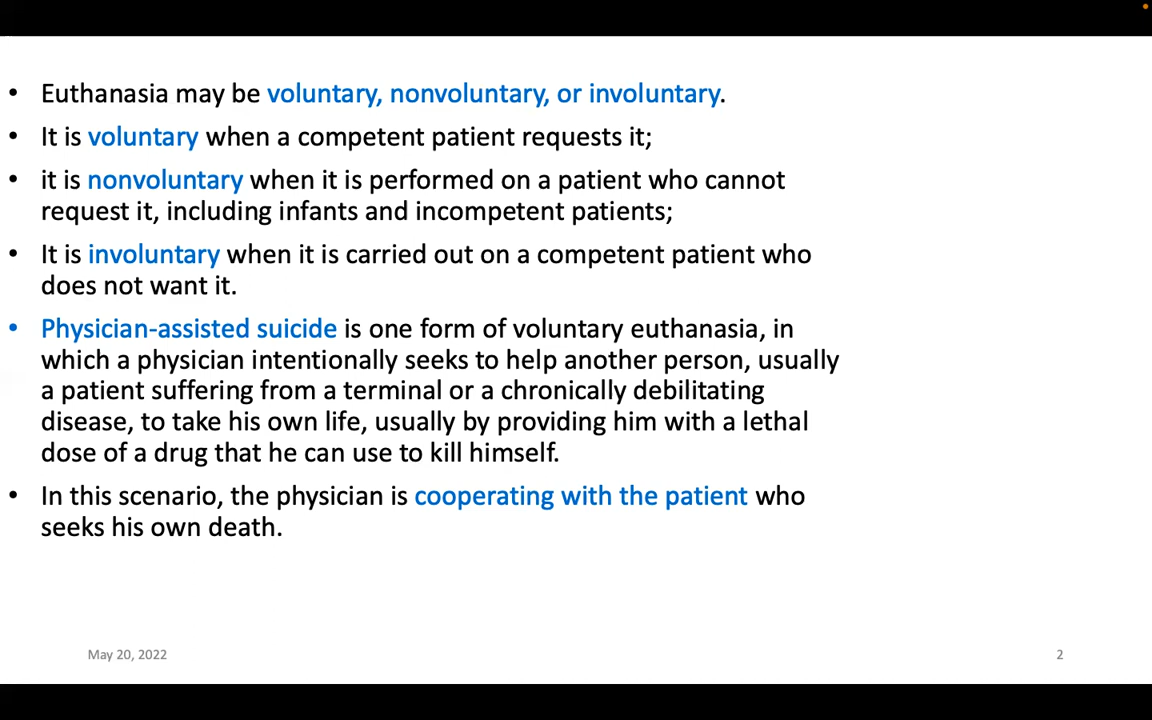 • Euthanasia may be voluntary, nonvoluntary, or involuntary.
• It is voluntary when a competent patient requests it;
• it is nonvoluntary when it is performed on a patient who cannot
request it, including infants and incompetent patients;
• It is involuntary when it is carried out on a competent patient who
does not want it.
• Physician-assisted suicide is one form of voluntary euthanasia, in
which a physician intentionally seeks to help another person, usually
a patient suffering from a terminal or a chronically debilitating
disease, to take his own life, usually by providing him with a lethal
dose of a drug that he can use to kill himself.
• In this scenario, the physician is cooperating with the patient who
seeks his own death.
May 20, 2022
2